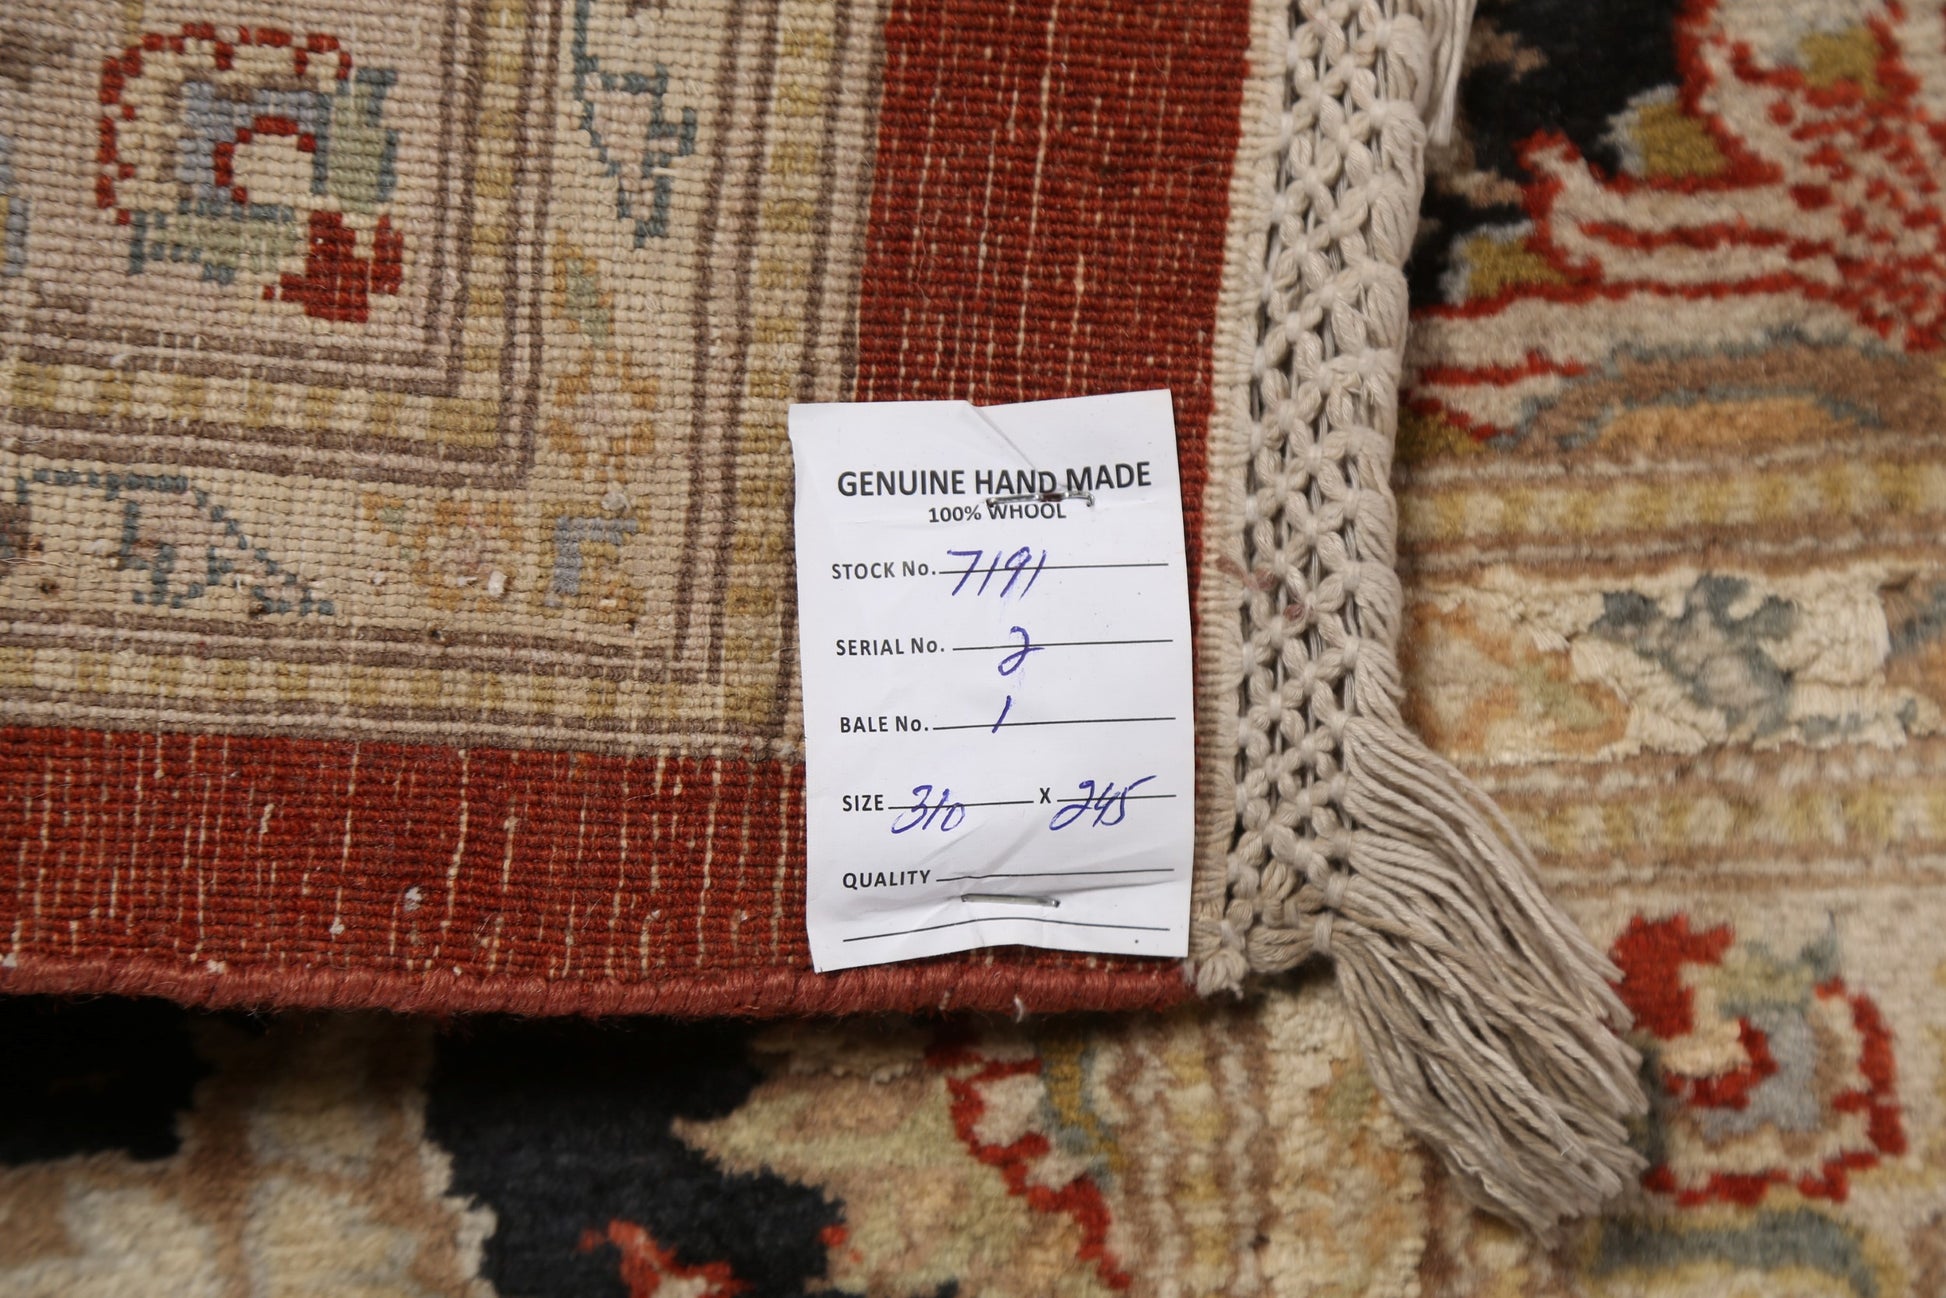 GENUINE HAND MADE
100% WHOOL
STOCK No. 7191
SERIAL No. 2
BALE No. 1
SIZE 310 X 245
QUALITY